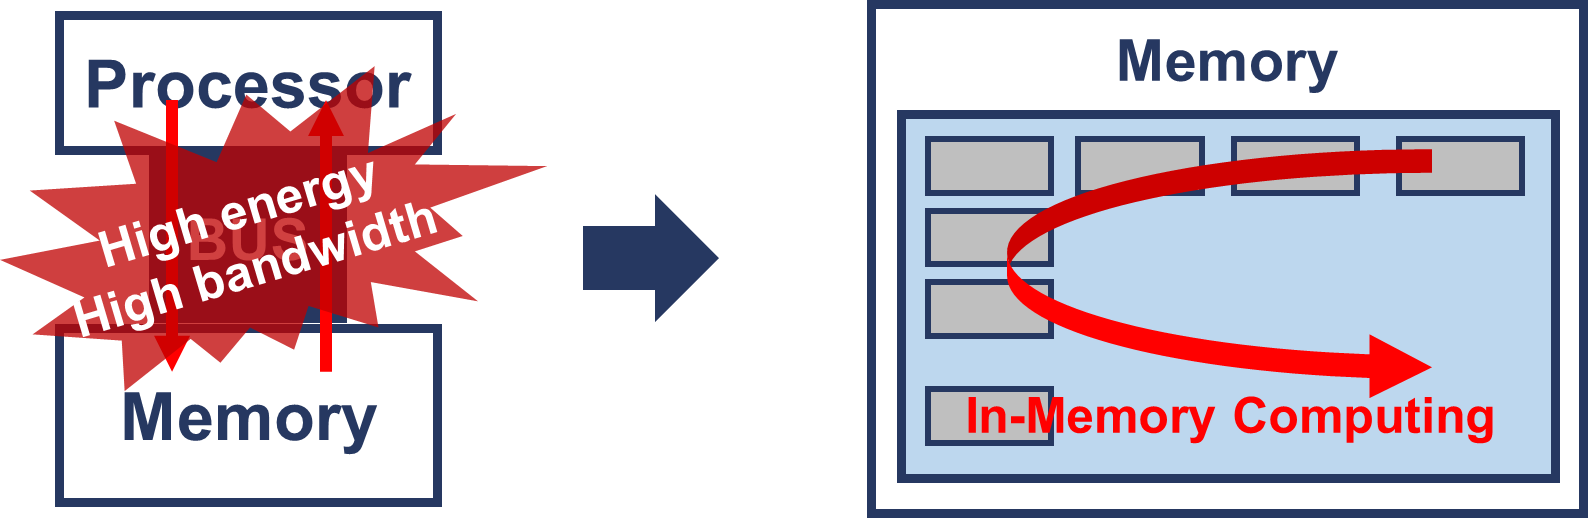 Processor
BUS
High energy
High bandwidth
Memory
Memory
In-Memory Computing